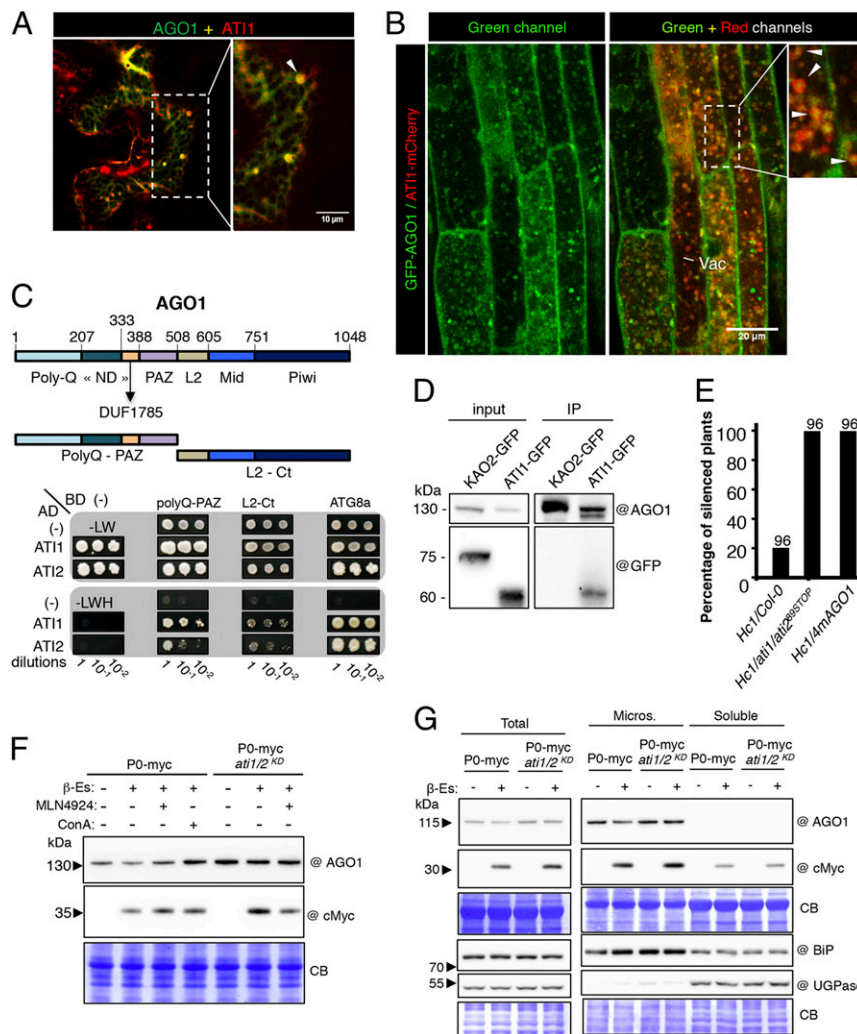 A
AGO1 + ATI1
10 µm
B
Green channel
Green + Red channels
GFP-AGO1 / ATI1-mCherry
Vac
20 µm
C
AGO1
333
1 207 388 508 605 751 1048
Poly-Q « ND » PAZ L2 Mid Piwi
DUF1785
PolyQ - PAZ
L2 - Ct
AD BD (-) polyQ-PAZ L2-Ct ATG8a
(-) -LW
ATI1
ATI2
(-) -LWH
ATI1
ATI2
dilutions 1 10-1 10-2 1 10-1 10-2 1 10-1 10-2 1 10-1 10-2
D
input IP
KAO2-GFP ATI1-GFP KAO2-GFP ATI1-GFP
kDa
130 - @AGO1
75 -
@GFP
60 -
E
Percentage of silenced plants
100
80
60
40
20
0
96 96 96
Hc1/Col-0
Hc1/ati1/ati289STOP
Hc1/4mAGO1
F
P0-myc P0-myc ati1/2 KD
β-Es: - + + + - + +
MLN4924: - - + - - - +
ConA: - - - + - - -
kDa
130 @ AGO1
35 @ cMyc
CB
G
Total Micros. Soluble
P0-myc P0-myc ati1/2 KD P0-myc P0-myc ati1/2 KD P0-myc P0-myc ati1/2 KD
β-Es: - + - + - + - + - + - +
kDa
115 @ AGO1
30 @ cMyc
CB
@ BiP
70
55 @ UGPase
CB